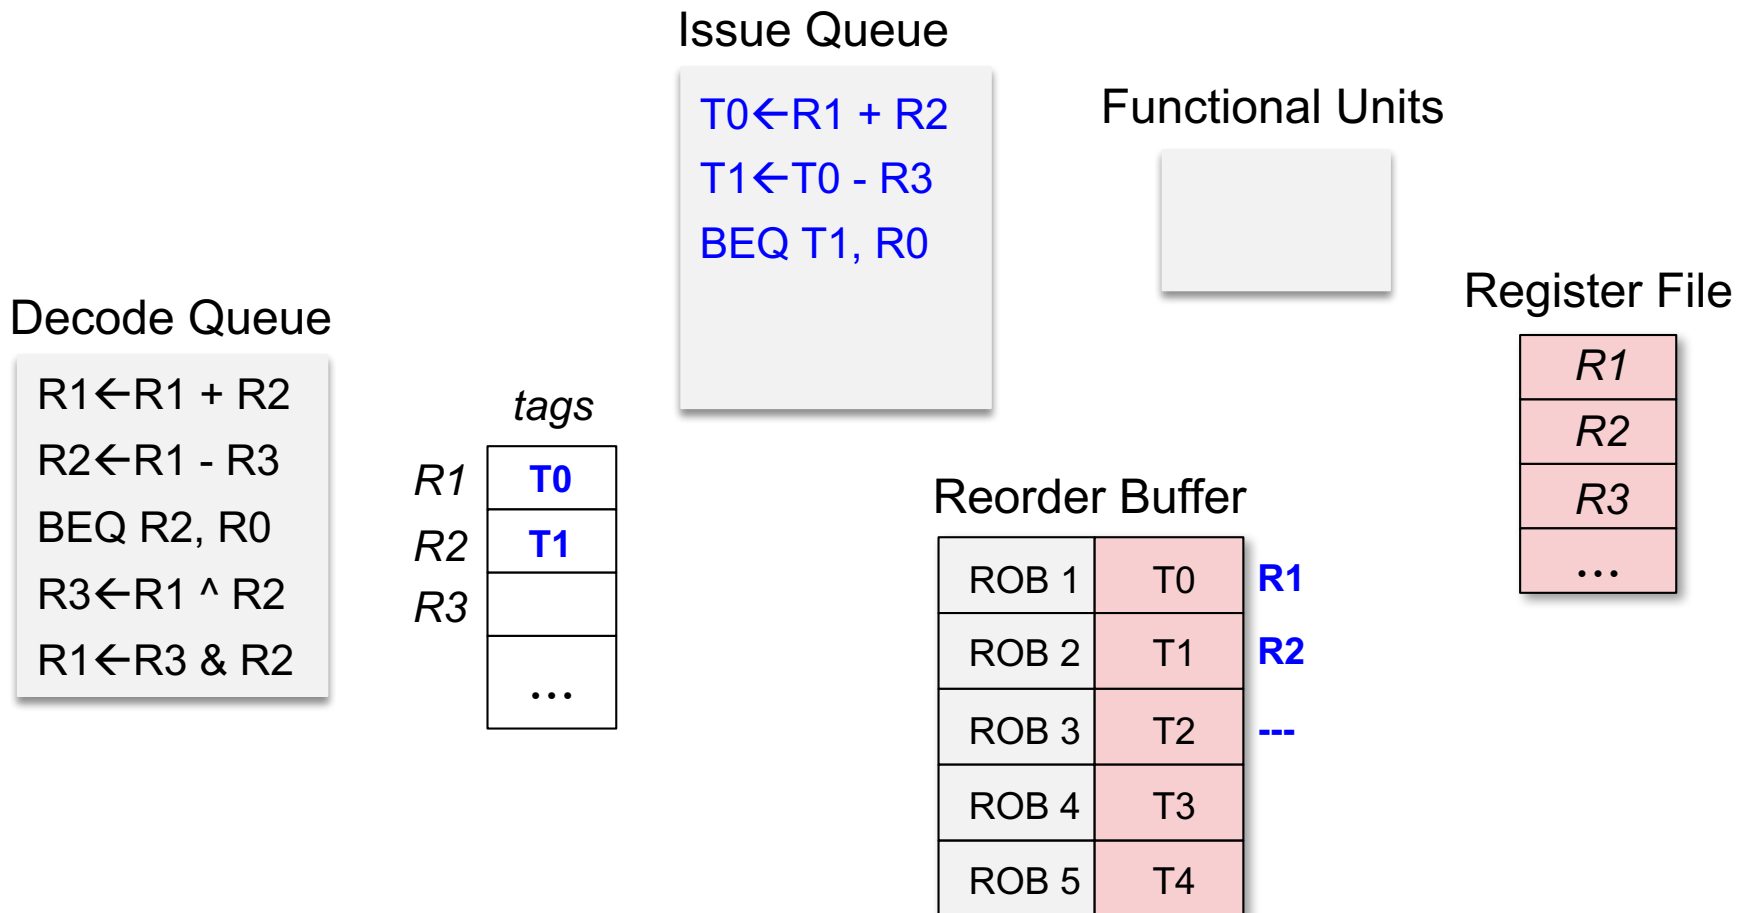 Issue Queue
T0←R1 + R2
T1←T0 - R3
BEQ T1, R0
Functional Units
Register File
R1
R2
R3
...
Decode Queue
R1←R1 + R2
R2←R1 - R3
BEQ R2, R0
R3←R1 ^ R2
R1←R3 & R2
tags
R1 T0
R2 T1
R3
...
Reorder Buffer
ROB 1 T0 R1
ROB 2 T1 R2
ROB 3 T2 ---
ROB 4 T3
ROB 5 T4